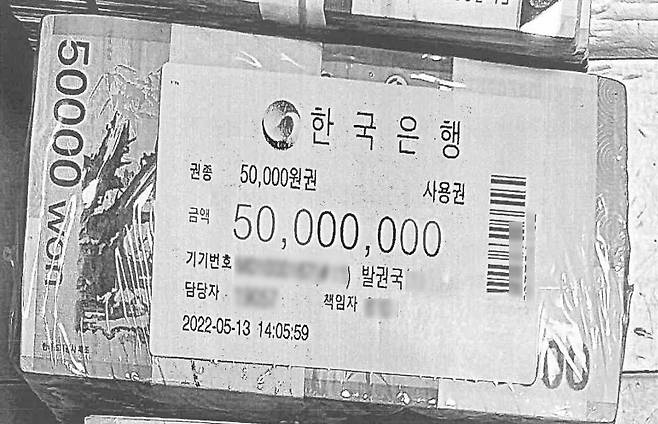 50000 won
한국은행
권종 50,000원권 사용권
금액 50,000,000
기기번호 ) 발권국
담당자 책임자
2022-05-13 14:05:59